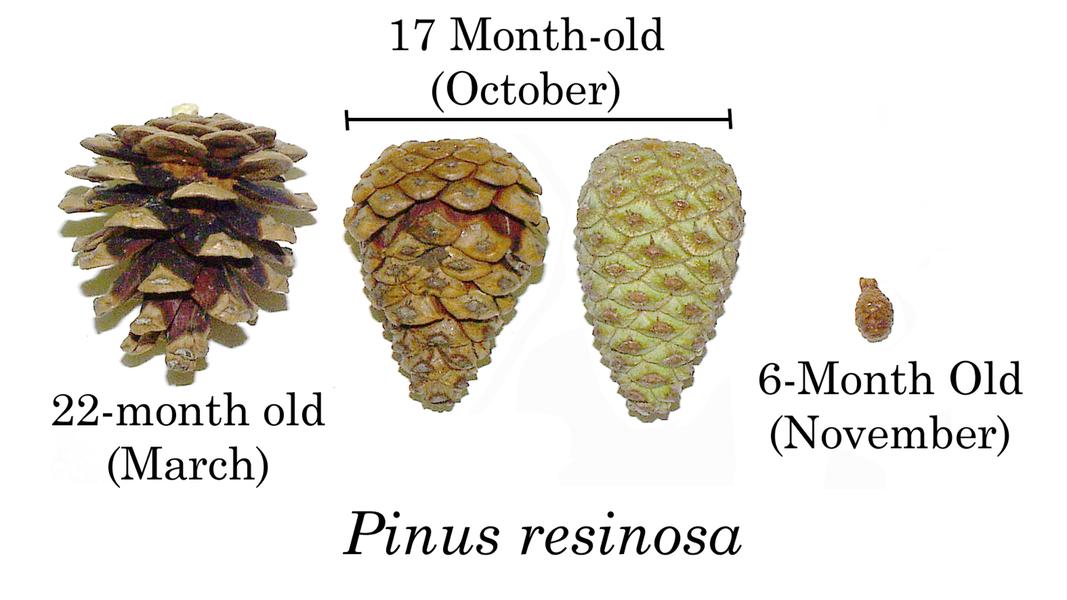 17 Month-old
(October)
22-month old
(March)
6-Month Old
(November)
Pinus resinosa